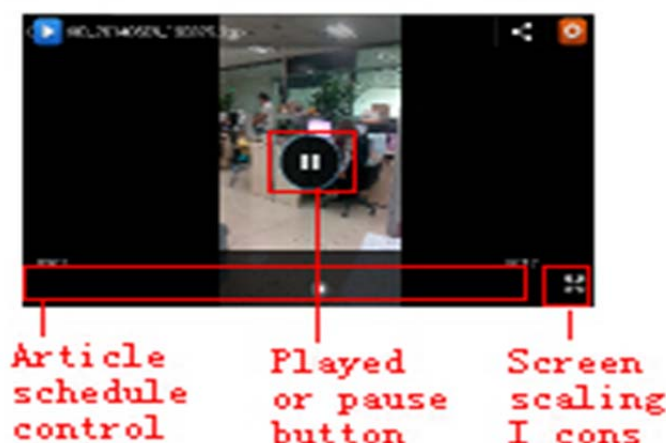 Article
schedule
control
Played
or pause
button
Screen
scaling
I cons